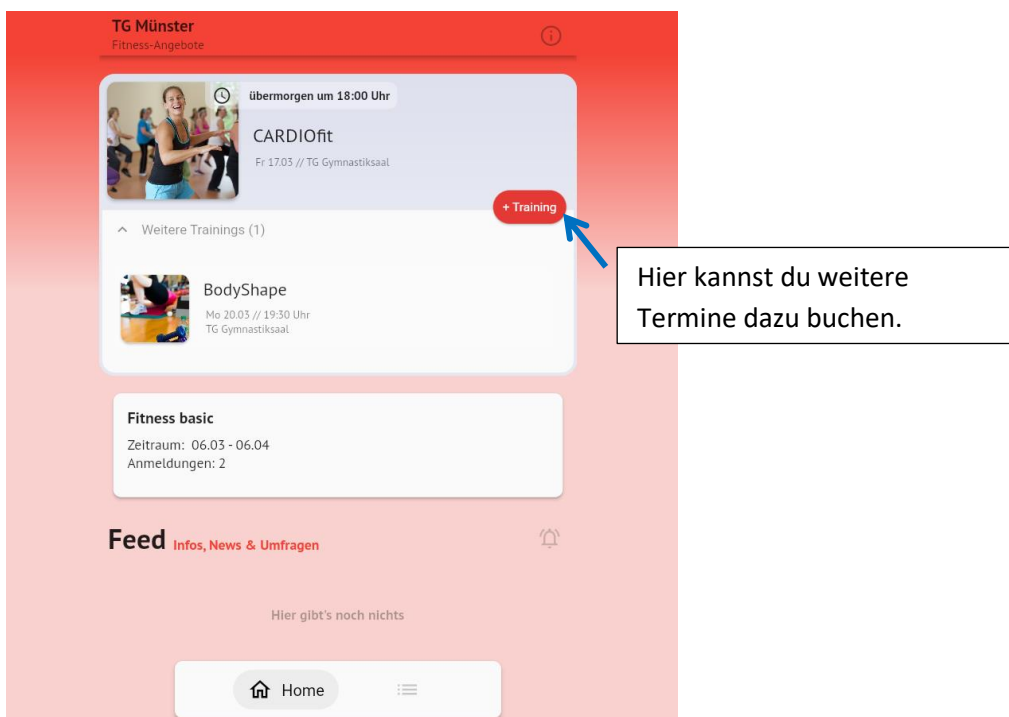 TG Münster
Fitness-Angebote
übermorgen um 18:00 Uhr
CARDIOfit
Fr 17.03 // TG Gymnastiksaal
+ Training
Weitere Trainings (1)
Hier kannst du weitere
Termine dazu buchen.
BodyShape
Mo 20.03 // 19:30 Uhr
TG Gymnastiksaal
Fitness basic
Zeitraum: 06.03 - 06.04
Anmeldungen: 2
Feed Infos, News & Umfragen
Hier gibt's noch nichts
Home